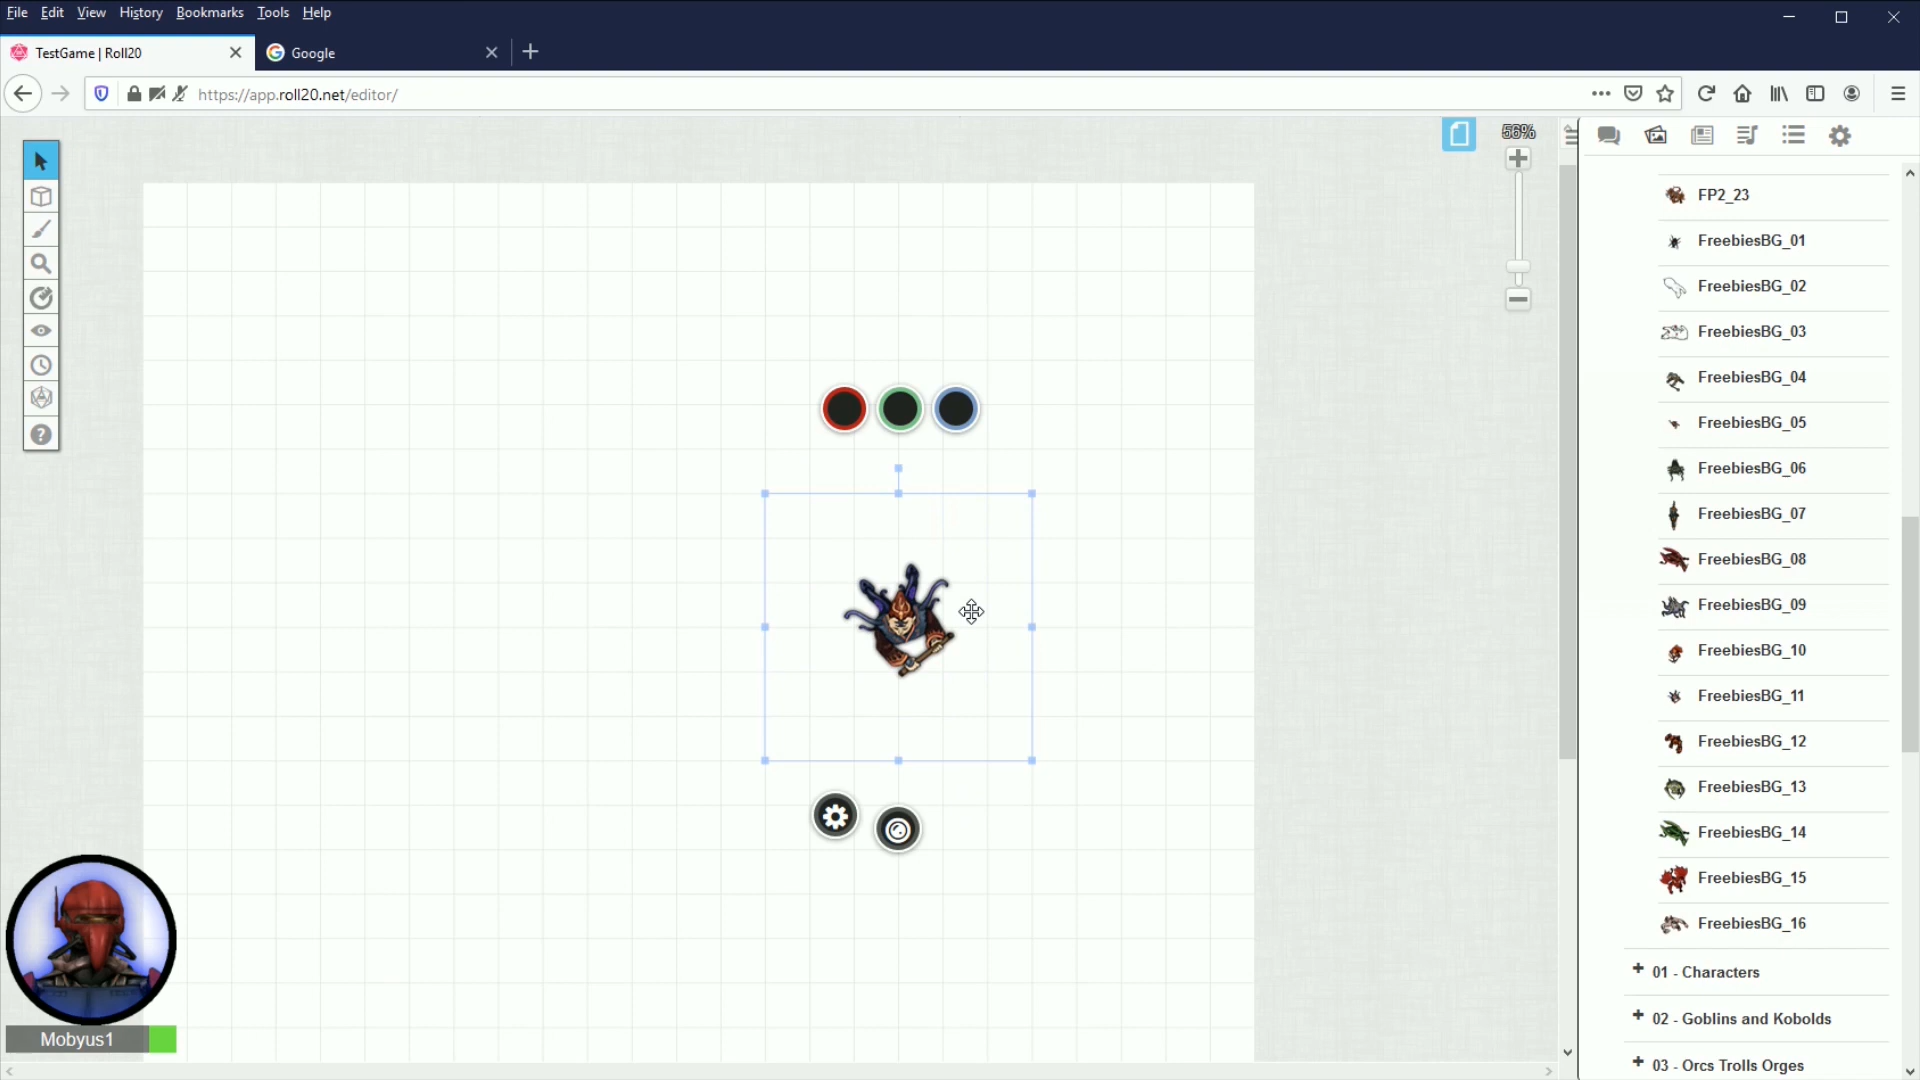 File Edit View History Bookmarks Tools Help
TestGame | Roll20
Google
https://app.roll20.net/editor/
56%
FP2_23
FreebiesBG_01
FreebiesBG_02
FreebiesBG_03
FreebiesBG_04
FreebiesBG_05
FreebiesBG_06
FreebiesBG_07
FreebiesBG_08
FreebiesBG_09
FreebiesBG_10
FreebiesBG_11
FreebiesBG_12
FreebiesBG_13
FreebiesBG_14
FreebiesBG_15
FreebiesBG_16
01 - Characters
02 - Goblins and Kobolds
03 - Orcs Trolls Orges
Mobyus1